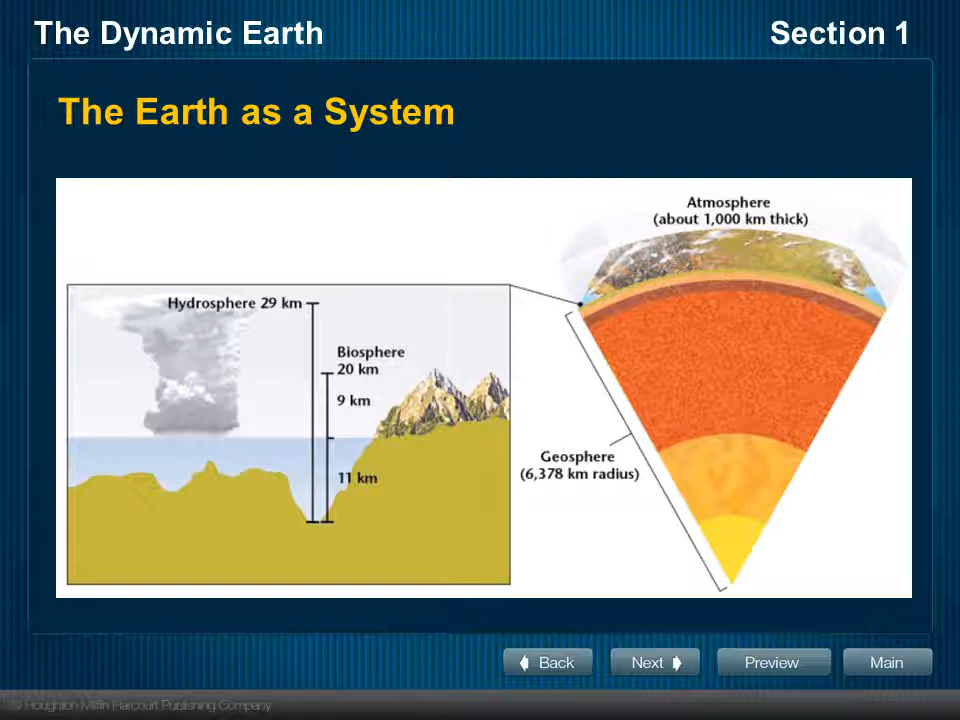 The Dynamic Earth
Section 1
The Earth as a System
Atmosphere
(about 1,000 km thick)
Hydrosphere 29 km
Biosphere
20 km
9 km
11 km
Geosphere
(6,378 km radius)
Back
Next
Preview
Main
© Houghton Mifflin Harcourt Publishing Company